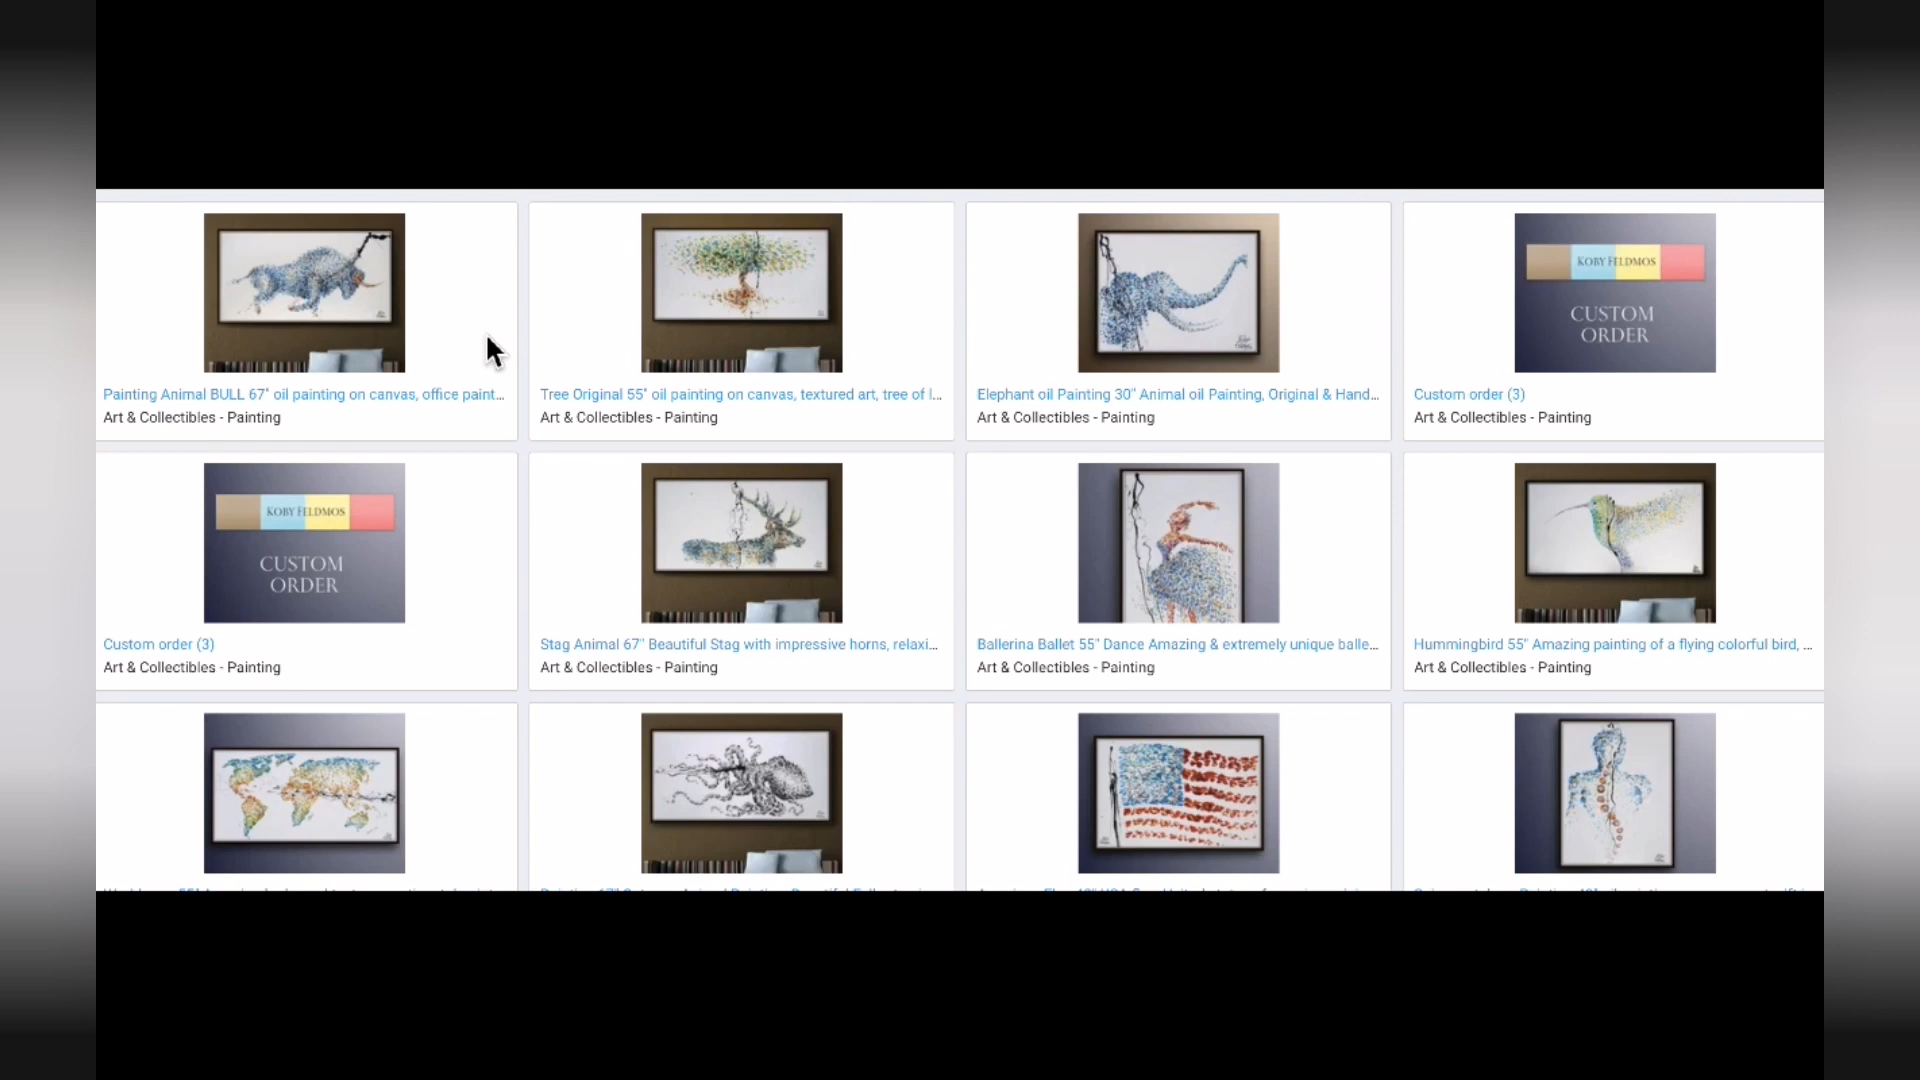 Painting Animal BULL 67" oil painting on canvas, office paint...
Art & Collectibles - Painting
Tree Original 55" oil painting on canvas, textured art, tree of l...
Art & Collectibles - Painting
Elephant oil Painting 30" Animal oil Painting, Original & Hand...
Art & Collectibles - Painting
KOBY FELDMOS
CUSTOM
ORDER
Custom order (3)
Art & Collectibles - Painting
KOBY FELDMOS
CUSTOM
ORDER
Custom order (3)
Art & Collectibles - Painting
Stag Animal 67" Beautiful Stag with impressive horns, relaxi...
Art & Collectibles - Painting
Ballerina Ballet 55" Dance Amazing & extremely unique balle...
Art & Collectibles - Painting
Hummingbird 55" Amazing painting of a flying colorful bird, ...
Art & Collectibles - Painting